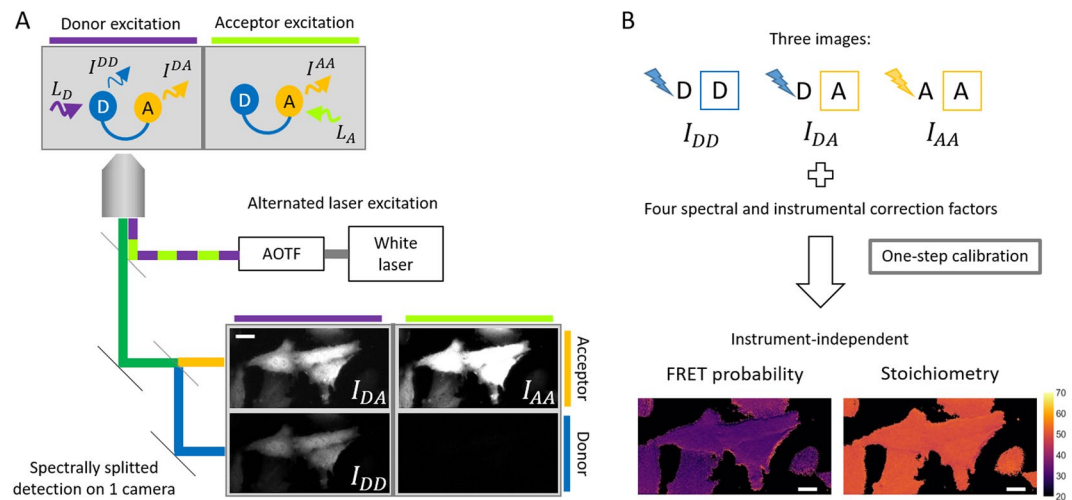 A
Donor excitation
Acceptor excitation
I^DD
I^DA
L_D
D
A
I^AA
D
A
L_A
Alternated laser excitation
AOTF
White
laser
I_DA
I_AA
Acceptor
I_DD
Donor
Spectrally splitted
detection on 1 camera
B
Three images:
D D
D A
A A
I_DD
I_DA
I_AA
Four spectral and instrumental correction factors
One-step calibration
Instrument-independent
FRET probability
Stoichiometry
70
60
50
40
30
20